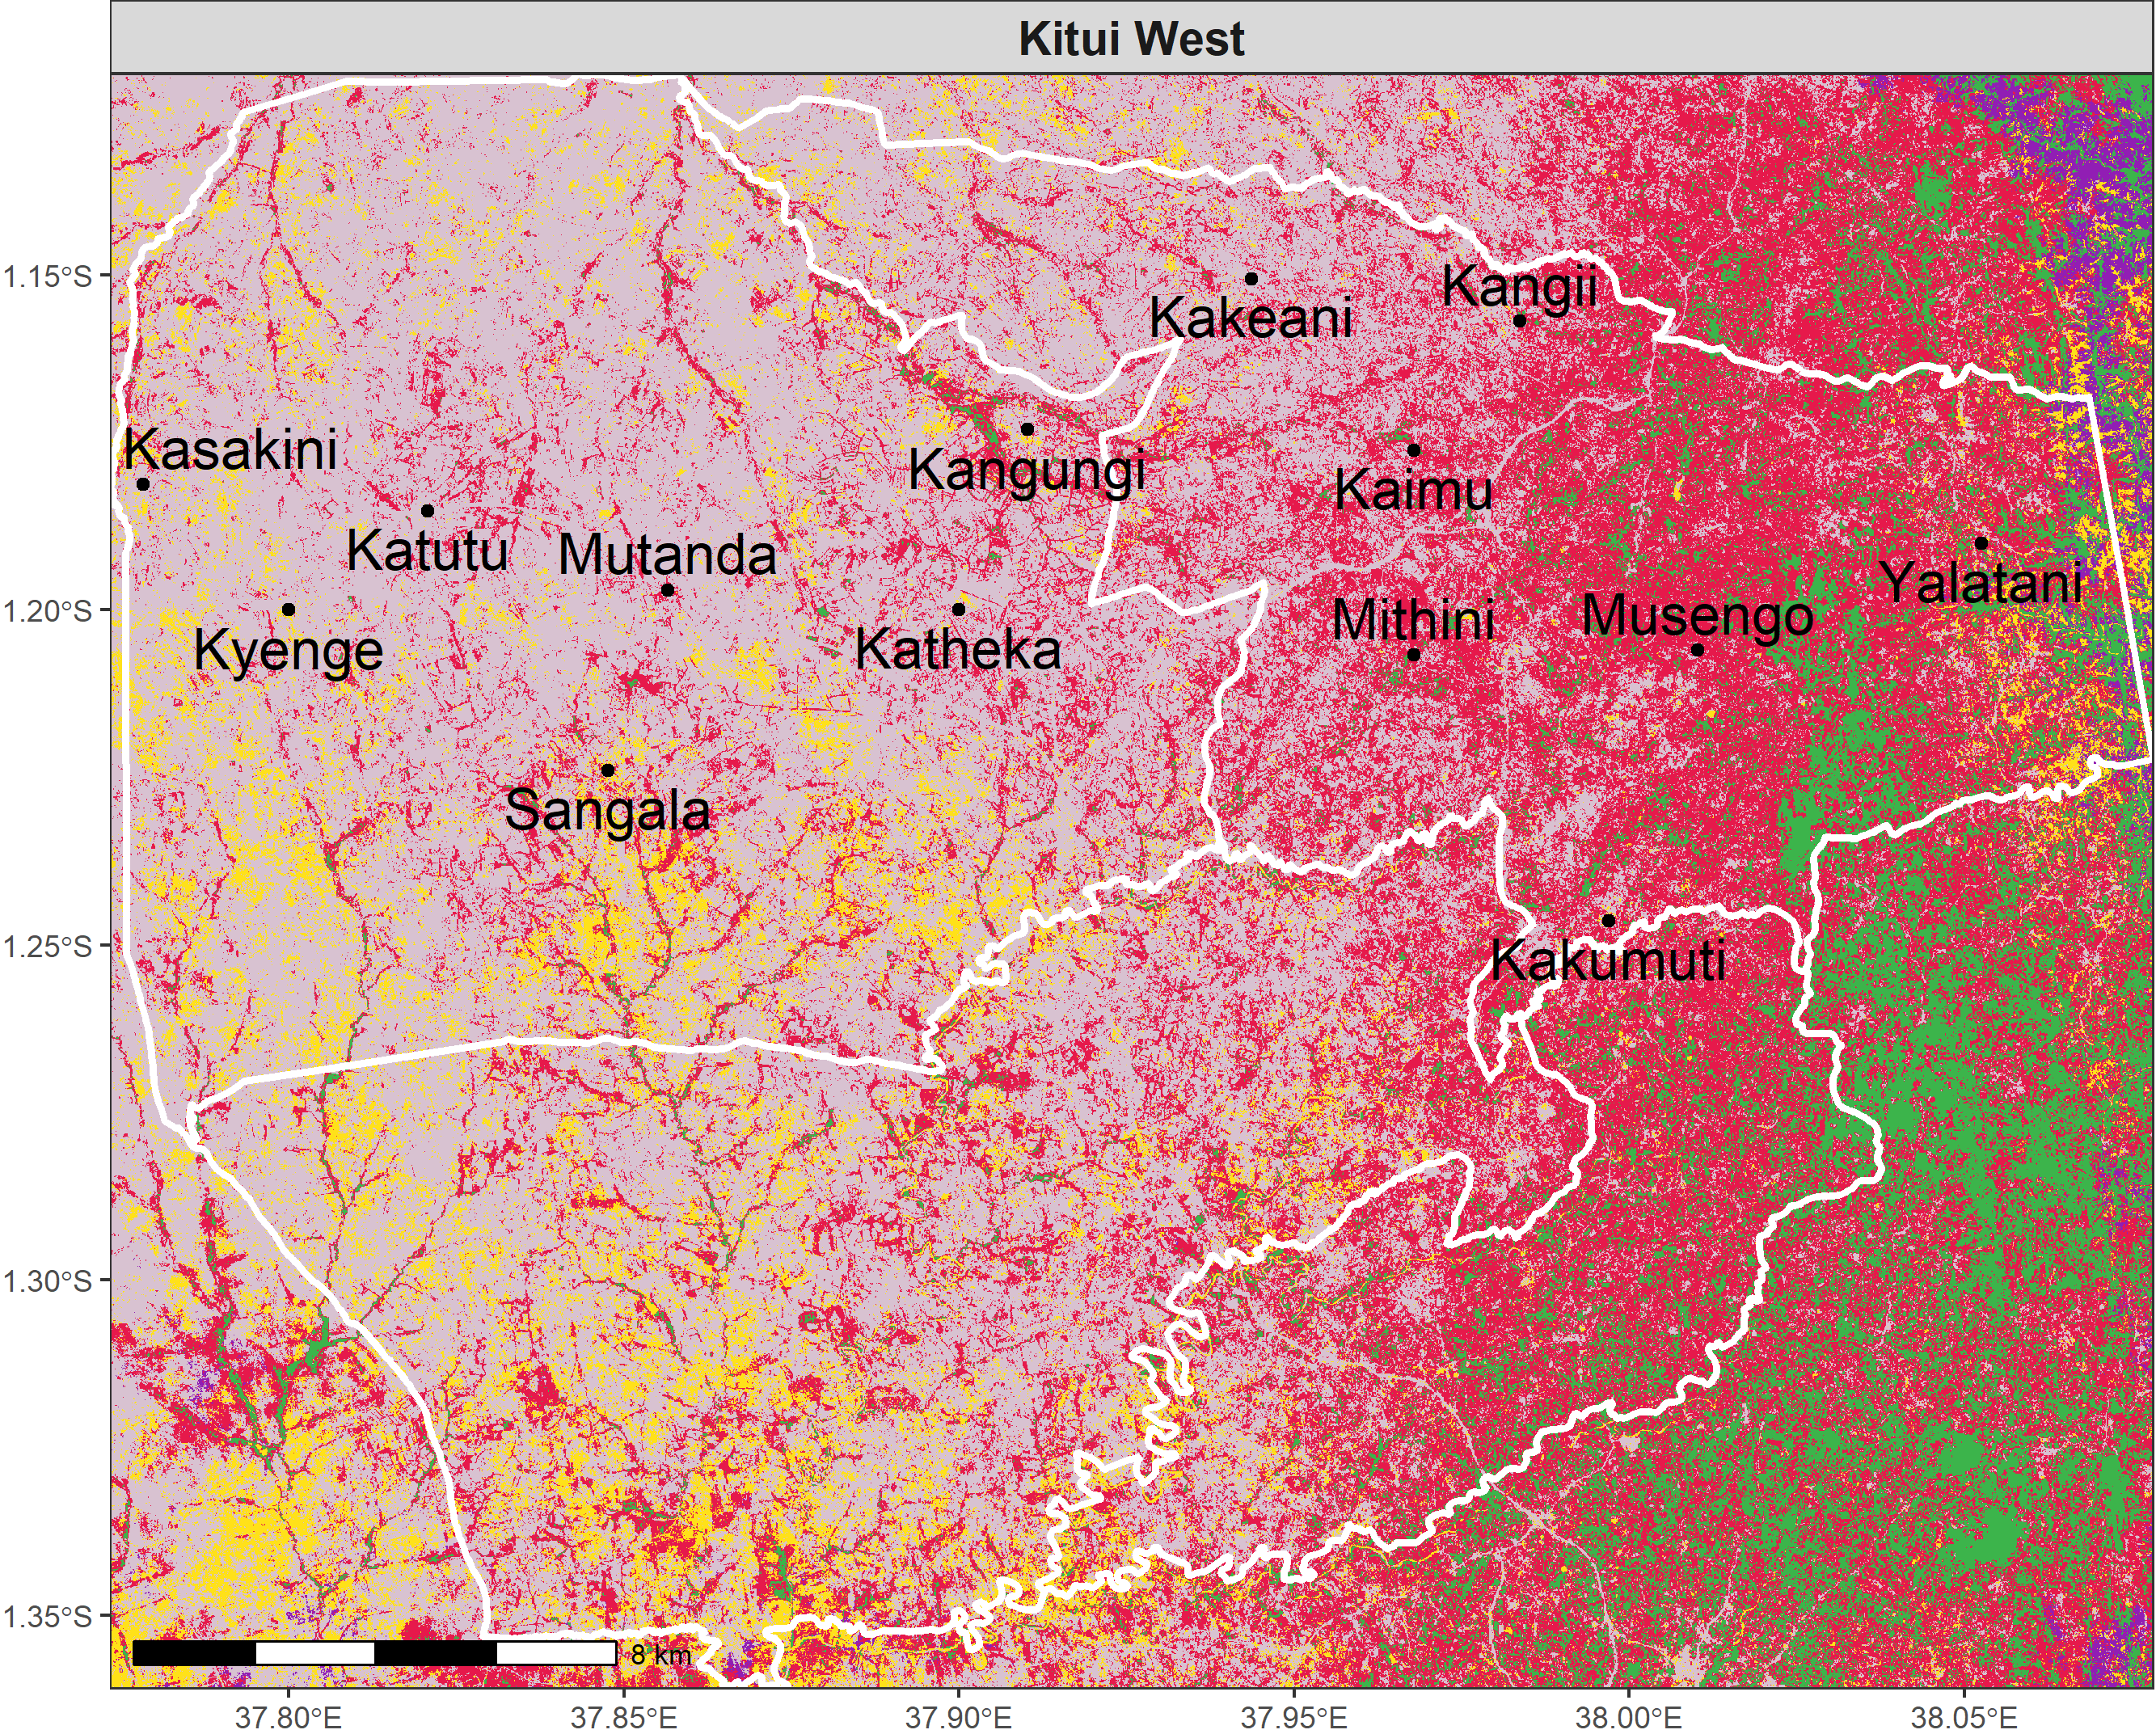 Kitui West
1.15°S
Kangii
Kakeani
Kasakini
Kangungi
Kaimu
Katutu
Mutanda
Yalatani
1.20°S
Kyenge
Katheka
Mithini
Musengo
Sangala
1.25°S
Kakumuti
1.30°S
1.35°S
8 km
37.80°E 37.85°E 37.90°E 37.95°E 38.00°E 38.05°E